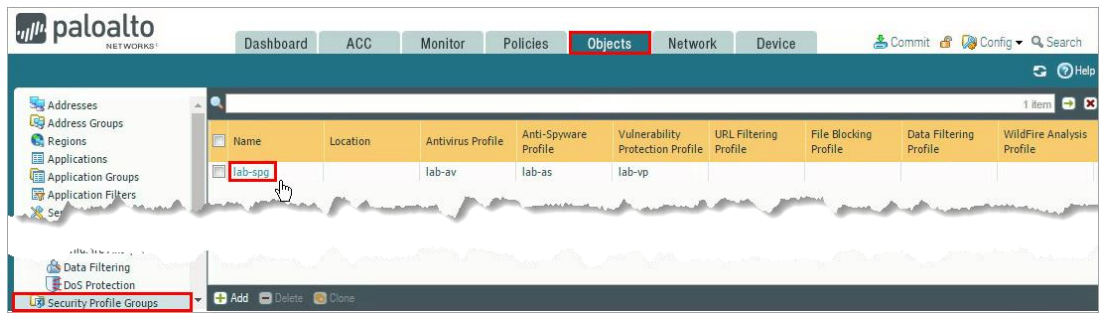 paloalto
NETWORKS
Dashboard ACC Monitor Policies Objects Network Device Commit Config Search
Help
Addresses
1 item
Address Groups
Regions
Name Location Antivirus Profile Anti-Spyware Profile Vulnerability Protection Profile URL Filtering Profile File Blocking Profile Data Filtering Profile WildFire Analysis Profile
Applications
Application Groups
lab-spg lab-av lab-as lab-vp
Application Filters
Data Filtering
DoS Protection
Security Profile Groups
Add Delete Clone